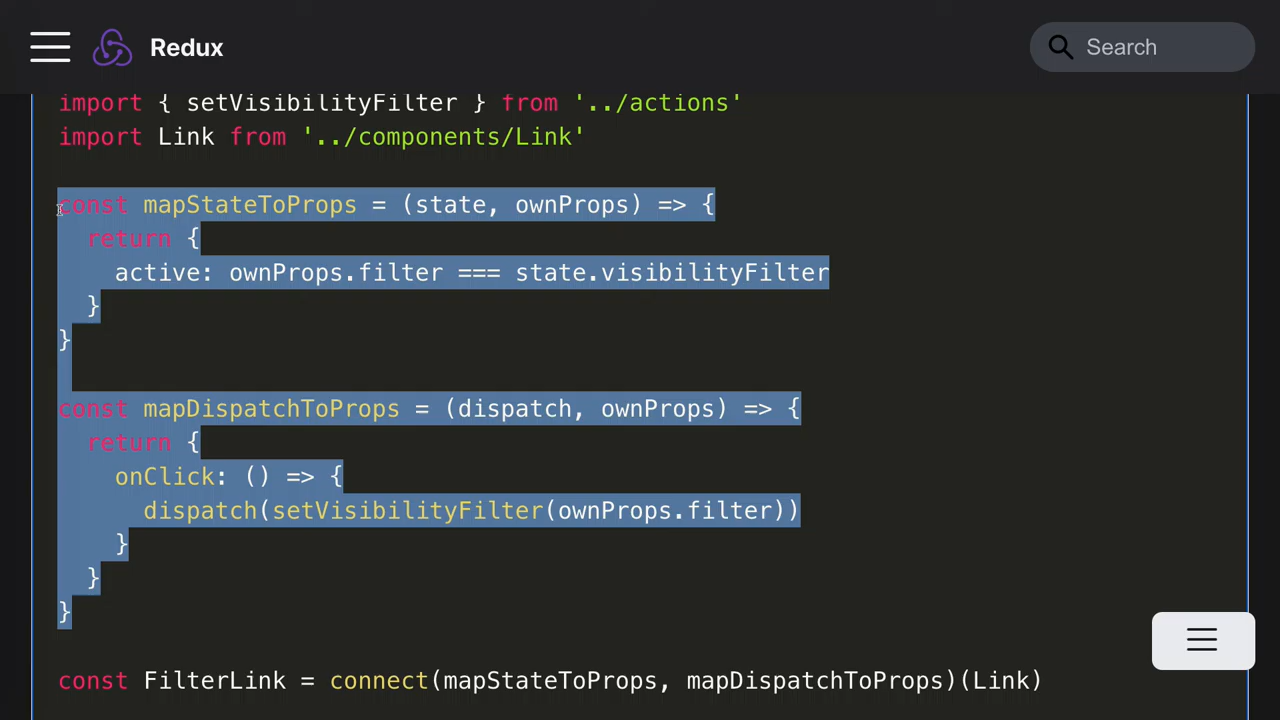 Redux
Search
import { setVisibilityFilter } from '../actions'
import Link from '../components/Link'
const mapStateToProps = (state, ownProps) => {
  return {
    active: ownProps.filter === state.visibilityFilter
  }
}
const mapDispatchToProps = (dispatch, ownProps) => {
  return {
    onClick: () => {
      dispatch(setVisibilityFilter(ownProps.filter))
    }
  }
}
const FilterLink = connect(mapStateToProps, mapDispatchToProps)(Link)